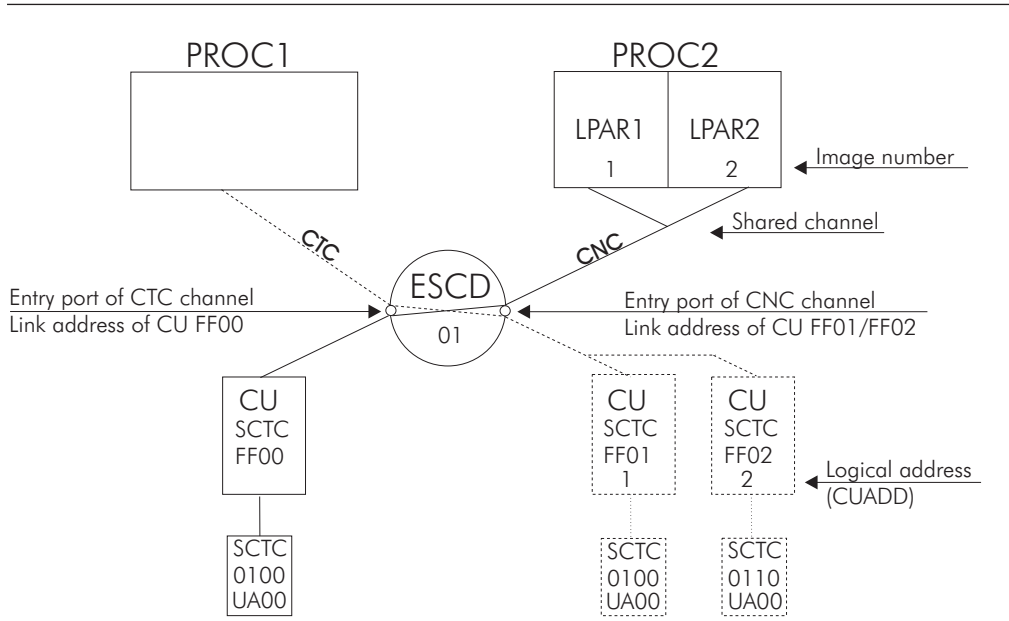 PROC1
PROC2
LPAR1
LPAR2
1
2
Image number
Shared channel
CTC
CNC
ESCD
01
Entry port of CTC channel
Link address of CU FF00
Entry port of CNC channel
Link address of CU FF01/FF02
CU
SCTC
FF00
CU
SCTC
FF01
1
CU
SCTC
FF02
2
Logical address
(CUADD)
SCTC
0100
UA00
SCTC
0100
UA00
SCTC
0110
UA00